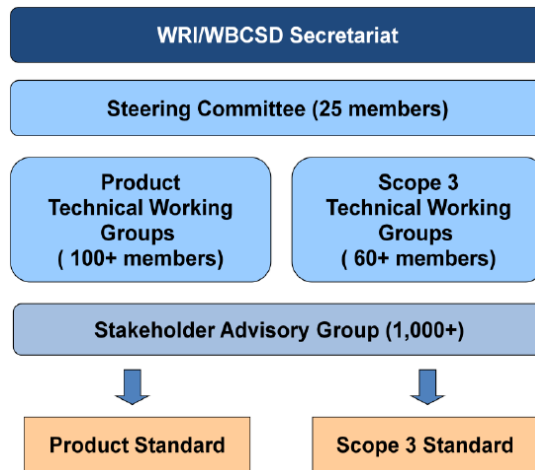 WRI/WBCSD Secretariat
Steering Committee (25 members)
Product
Technical Working
Groups
( 100+ members)
Scope 3
Technical Working
Groups
( 60+ members)
Stakeholder Advisory Group (1,000+)
Product Standard
Scope 3 Standard